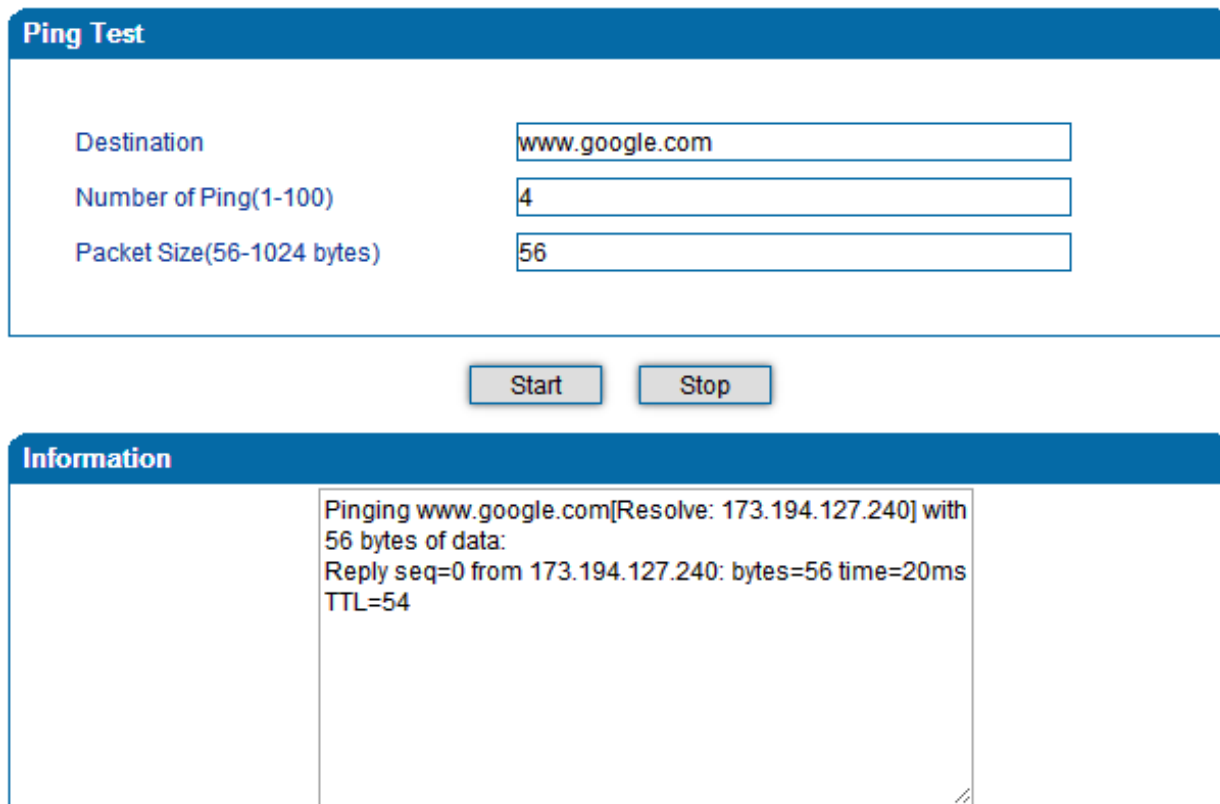 Ping Test
Destination
www.google.com
Number of Ping(1-100)
4
Packet Size(56-1024 bytes)
56
Start
Stop
Information
Pinging www.google.com[Resolve: 173.194.127.240] with
56 bytes of data:
Reply seq=0 from 173.194.127.240: bytes=56 time=20ms
TTL=54